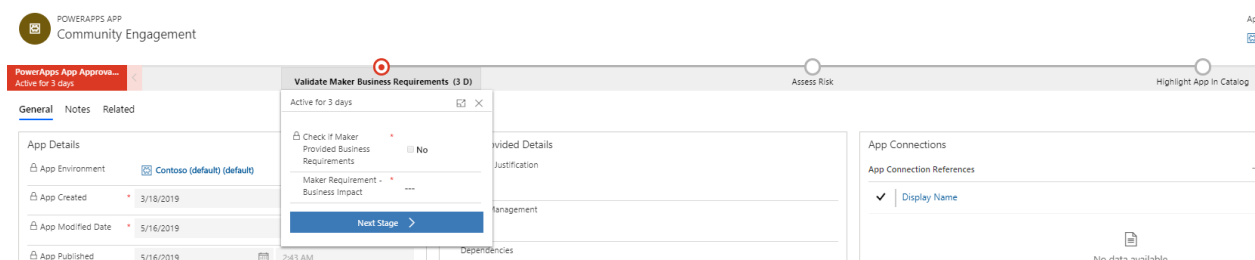 POWERAPPS APP
Community Engagement
PowerApps App Approva...
Active for 3 days
Validate Maker Business Requirements (3 D)
Assess Risk
Highlight App In Catalog
General Notes Related
Active for 3 days
Check if Maker
Provided Business
Requirements
No
Maker Requirement -
Business Impact
---
Next Stage
App Details
App Environment
Contoso (default) (default)
App Created
3/18/2019
App Modified Date
5/16/2019
App Published
5/16/2019
2:43 AM
Details
Justification
Management
Dependencies
App Connections
App Connection References
Display Name
No data available